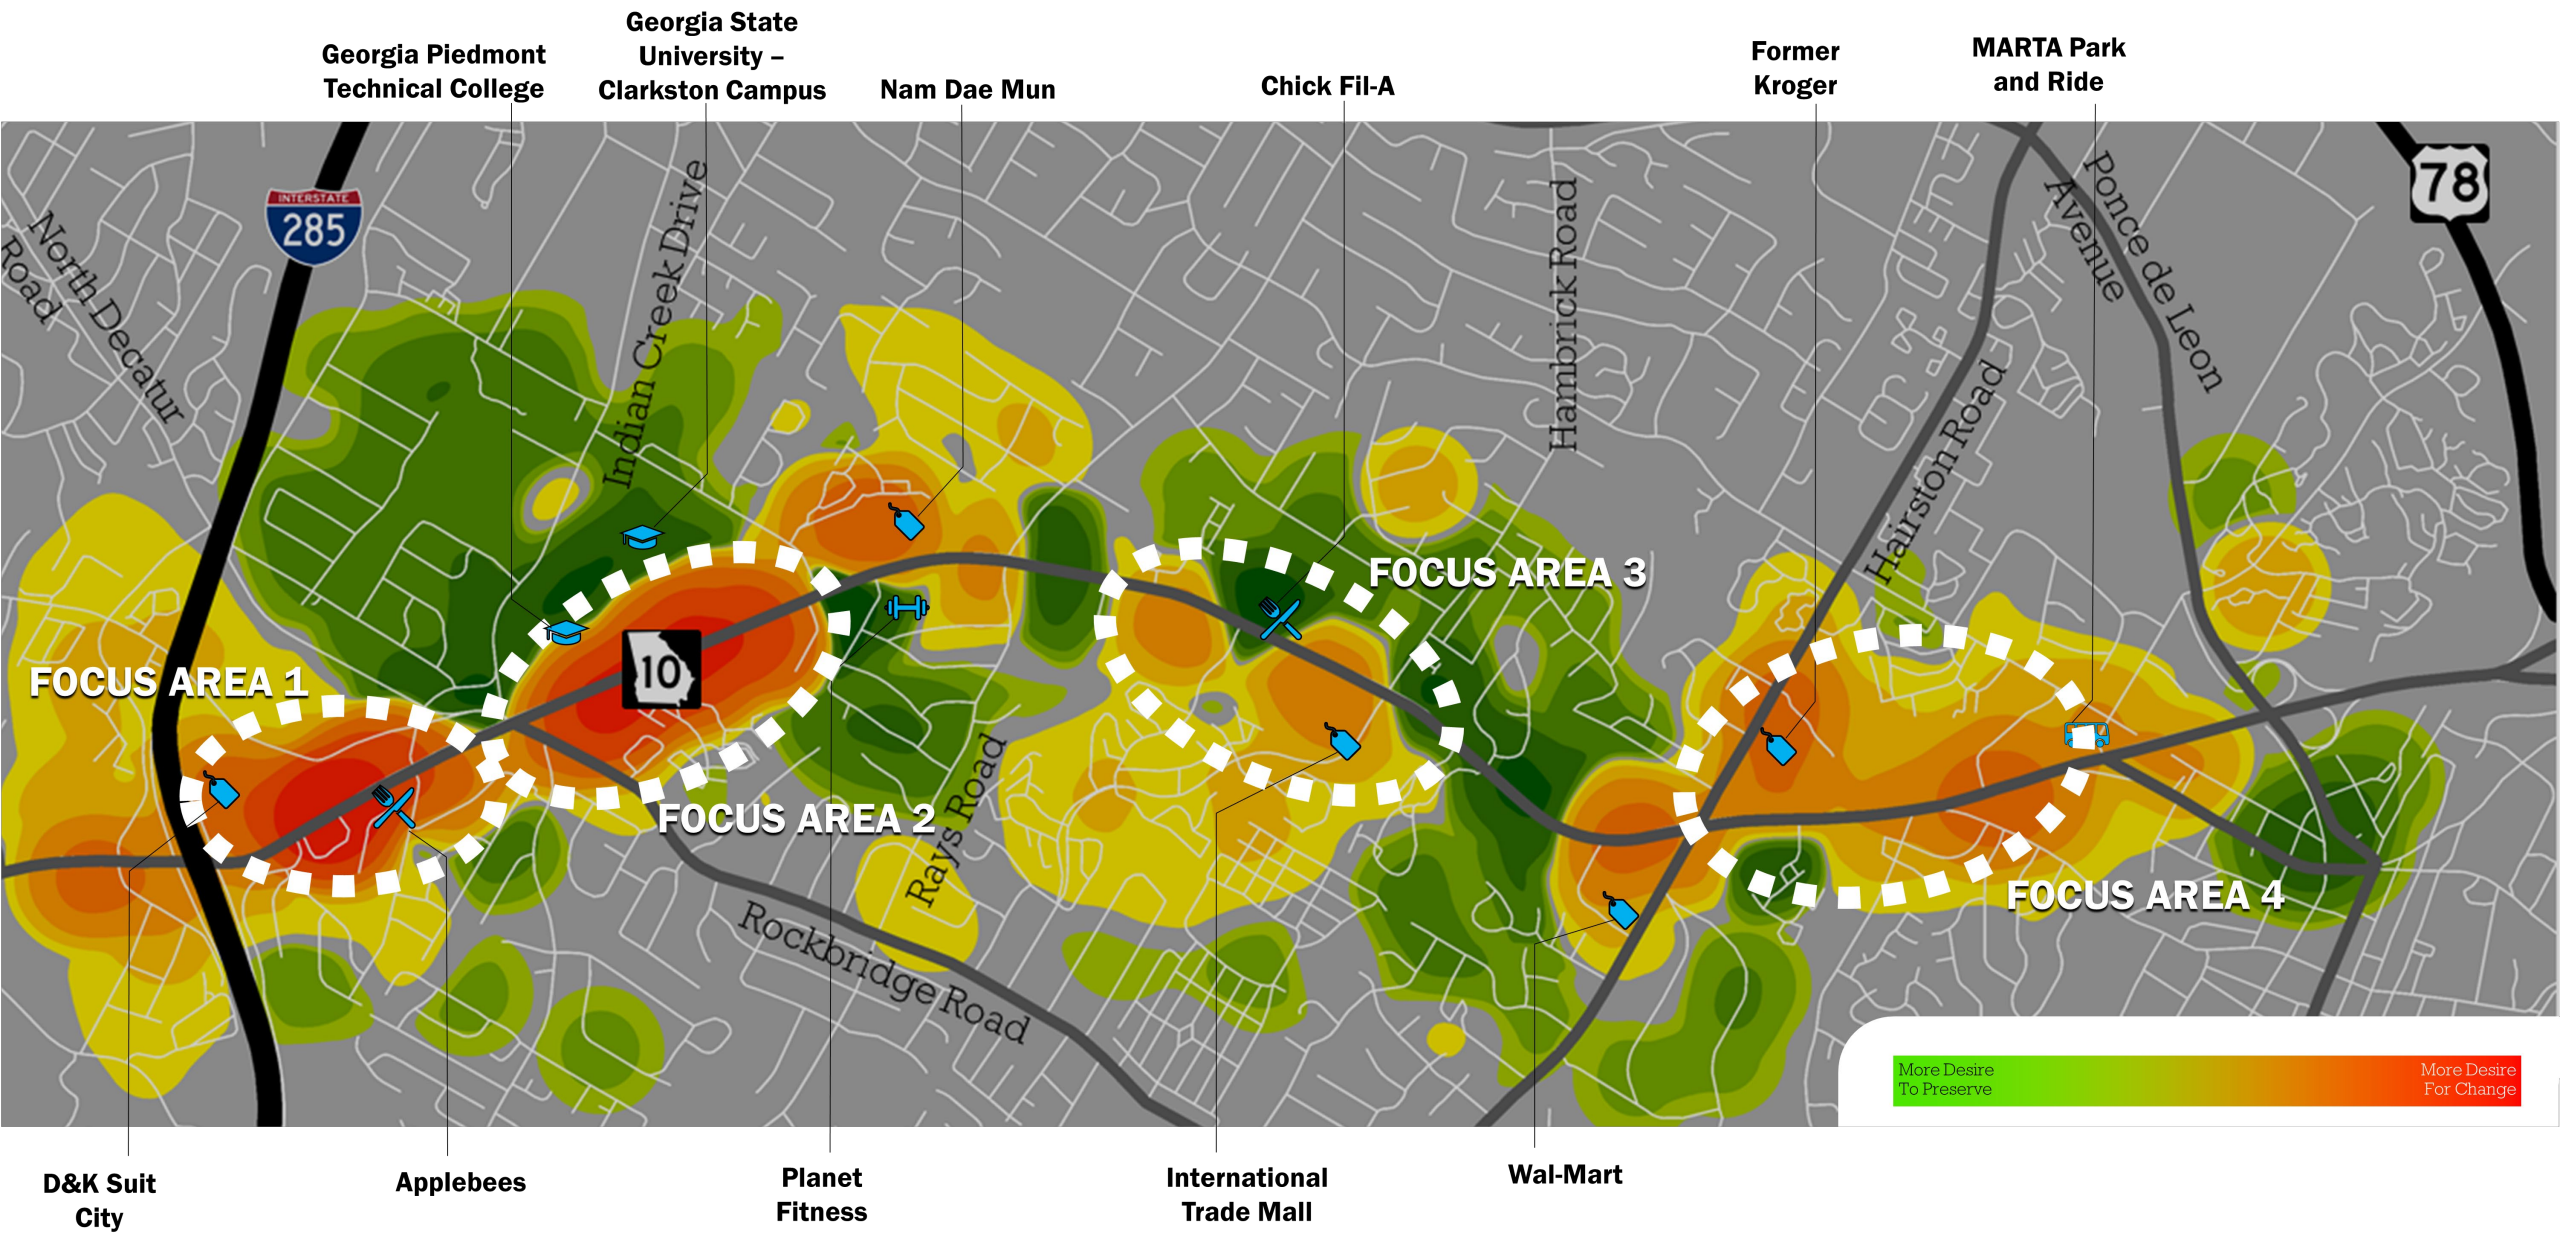 Georgia Piedmont
Technical College
Georgia State
University –
Clarkston Campus
Nam Dae Mun
Chick Fil-A
Former
Kroger
MARTA Park
and Ride
INTERSTATE
285
78
North Decatur
Road
Indian Creek Drive
Hambrick Road
Ponce de Leon
Avenue
Hairston Road
FOCUS AREA 3
FOCUS AREA 1
10
FOCUS AREA 2
Rays Road
FOCUS AREA 4
Rockbridge Road
More Desire
To Preserve
More Desire
For Change
D&K Suit
City
Applebees
Planet
Fitness
International
Trade Mall
Wal-Mart